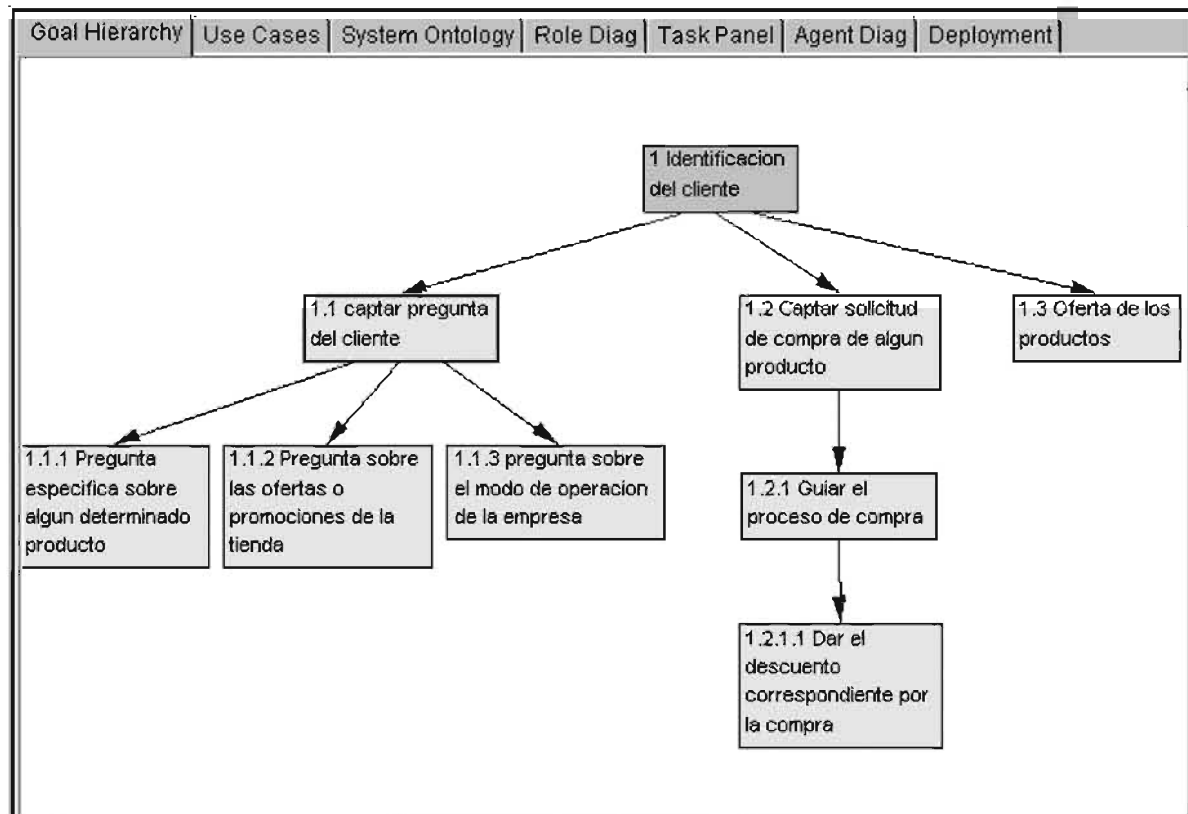 Goal Hierarchy Use Cases System Ontology Role Diag Task Panel Agent Diag Deployment
1 Identificacion
del cliente
1.1 captar pregunta
del cliente
1.2 Captar solicitud
de compra de algun
producto
1.3 Oferta de los
productos
1.1.1 Pregunta
especifica sobre
algun determinado
producto
1.1.2 Pregunta sobre
las ofertas o
promociones de la
tienda
1.1.3 pregunta sobre
el modo de operacion
de la empresa
1.2.1 Guiar el
proceso de compra
1.2.1.1 Dar el
descuento
correspondiente por
la compra